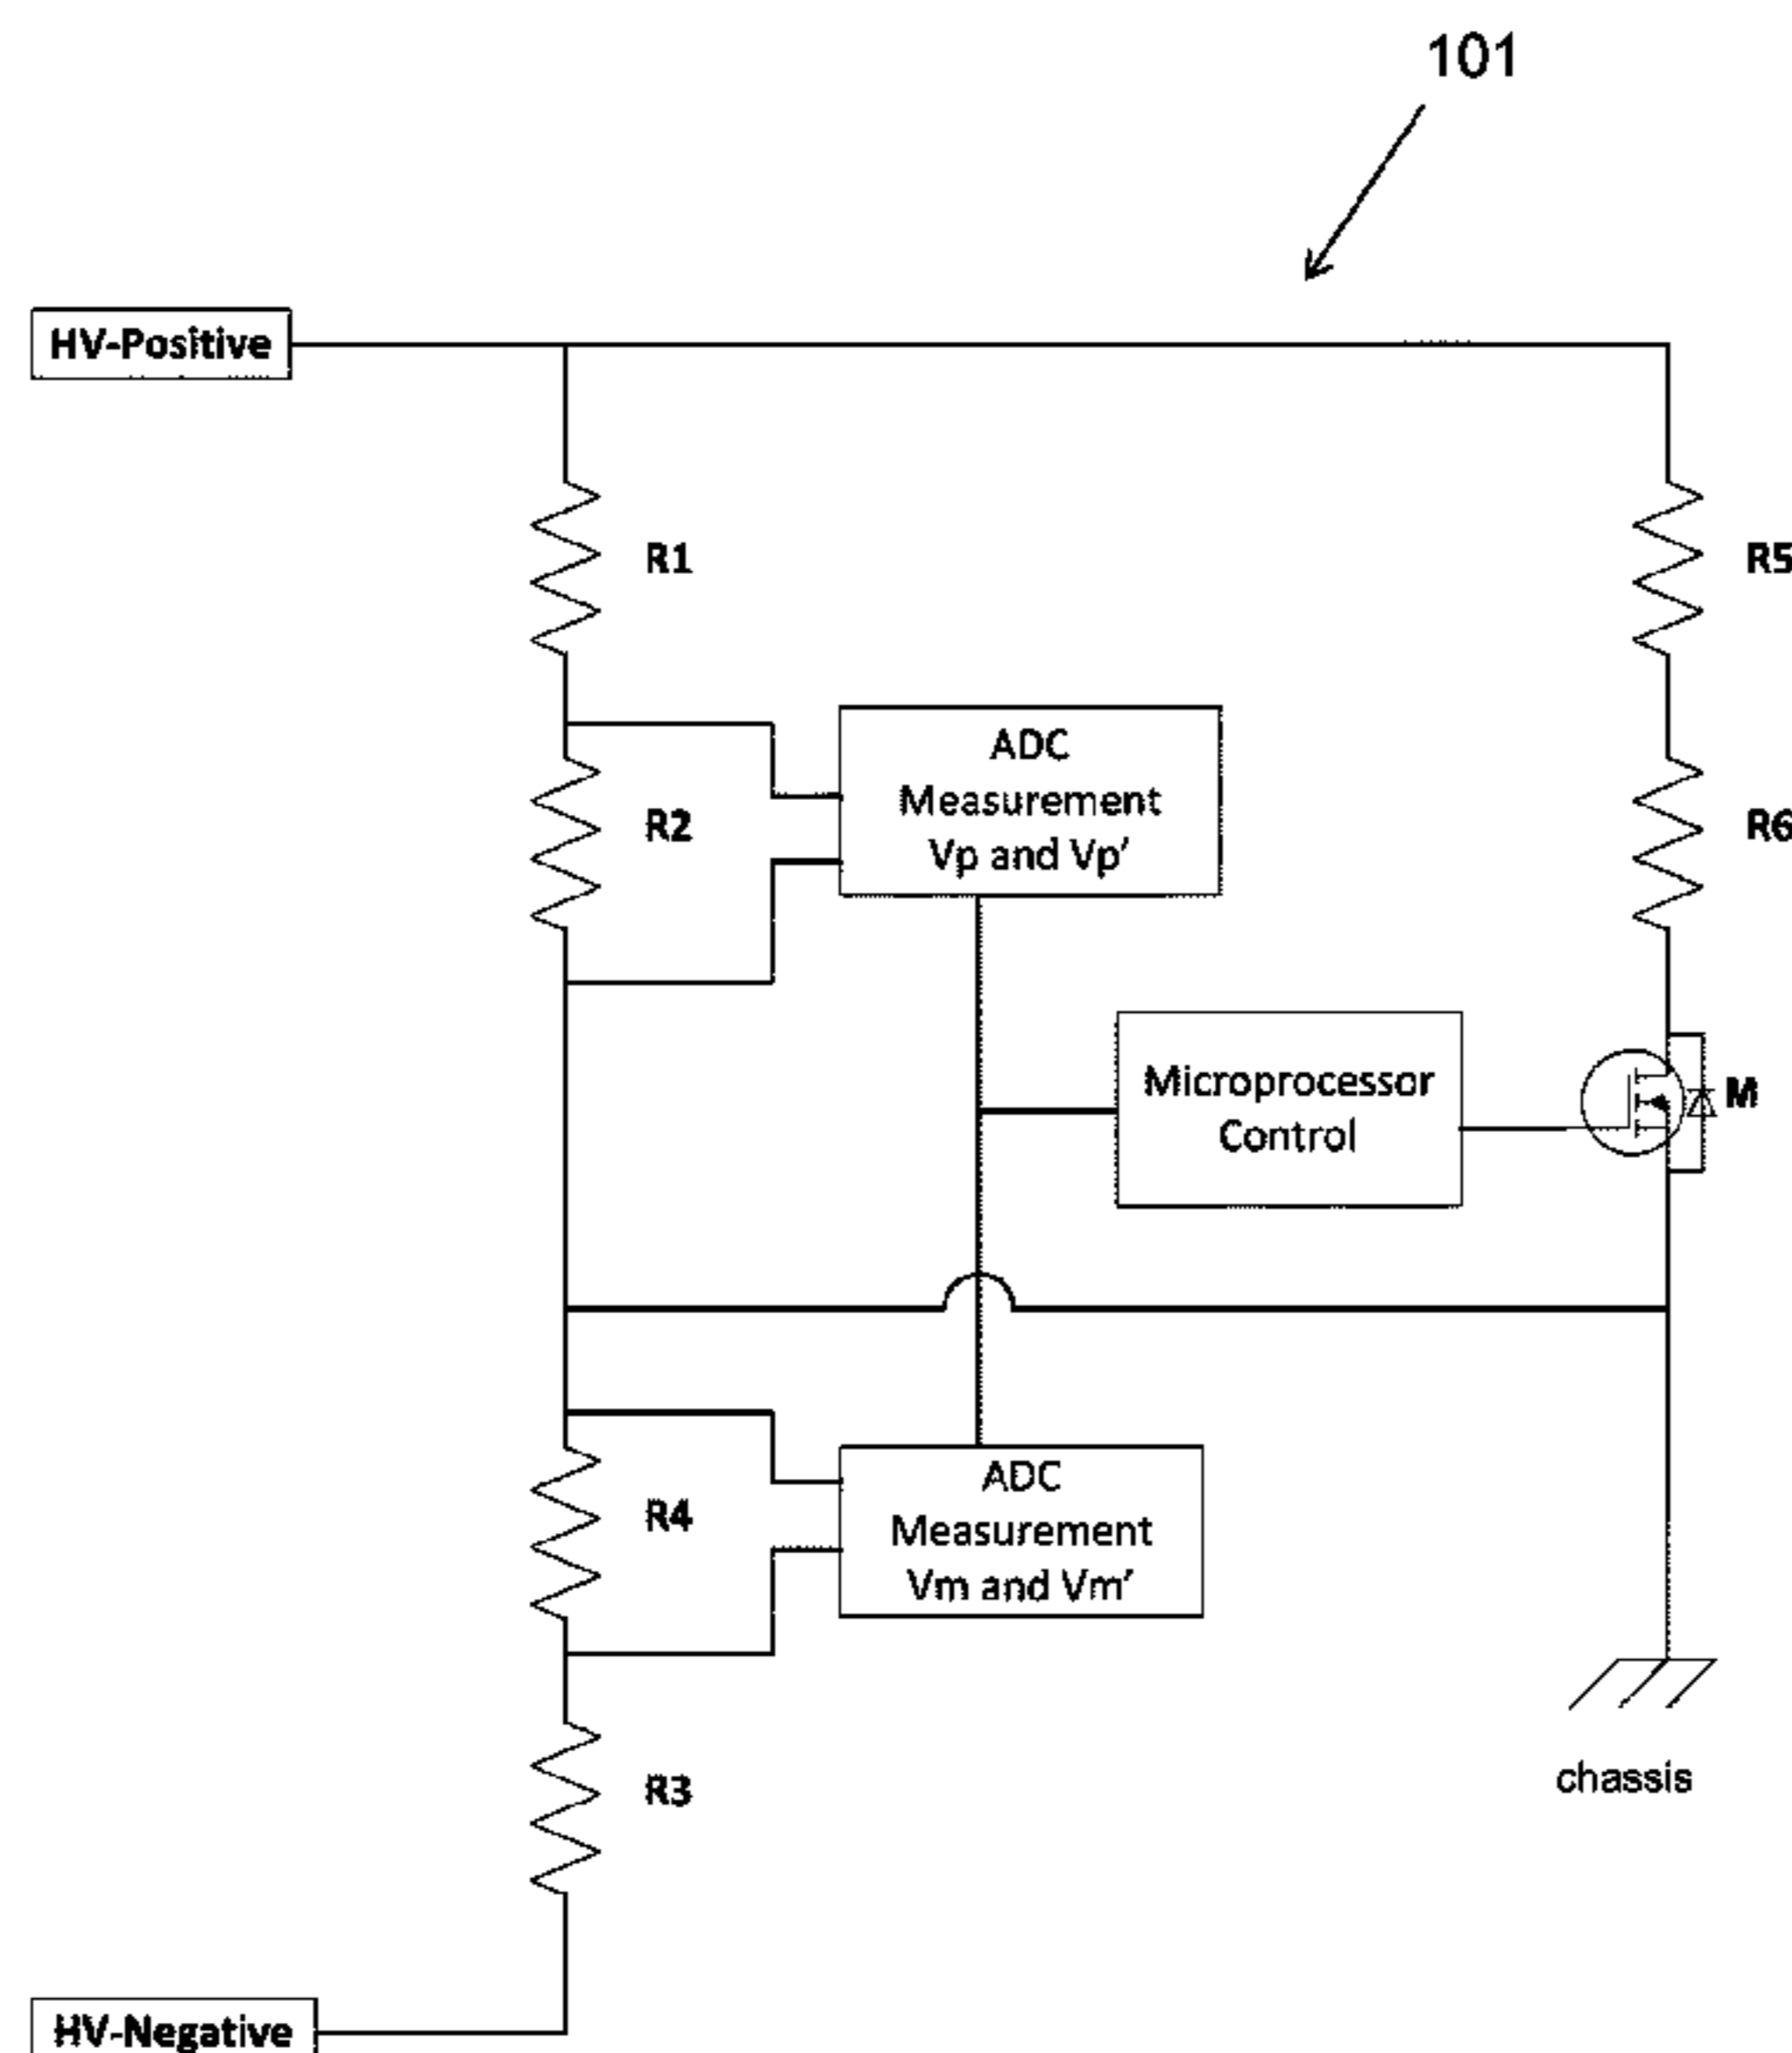 101
HV-Positive
R1
R5
ADC
Measurement
Vp and Vp'
R2
R6
Microprocessor
Control
M
ADC
Measurement
Vm and Vm'
R4
R3
chassis
HV-Negative